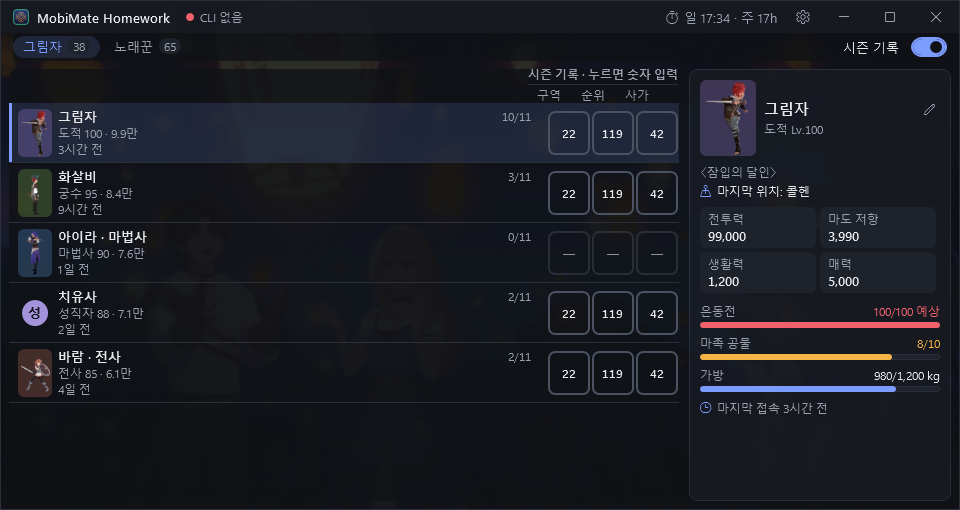 MobiMate Homework
CLI 없음
일 17:34 · 주 17h
그림자 38
노래꾼 65
시즌 기록
시즌 기록 · 누르면 숫자 입력
구역 순위 사가
그림자
도적 100 · 9.9만
3시간 전
10/11
22 119 42
화살비
궁수 95 · 8.4만
9시간 전
3/11
22 119 42
아이라 · 마법사
마법사 90 · 7.6만
1일 전
0/11
— — —
성
치유사
성직자 88 · 7.1만
2일 전
2/11
22 119 42
바람 · 전사
전사 85 · 6.1만
4일 전
2/11
22 119 42
그림자
도적 Lv.100
〈잠입의 달인〉
마지막 위치: 콜헨
전투력
99,000
마도 저항
3,990
생활력
1,200
매력
5,000
은동전 100/100 예상
마족 공물 8/10
가방 980/1,200 kg
마지막 접속 3시간 전